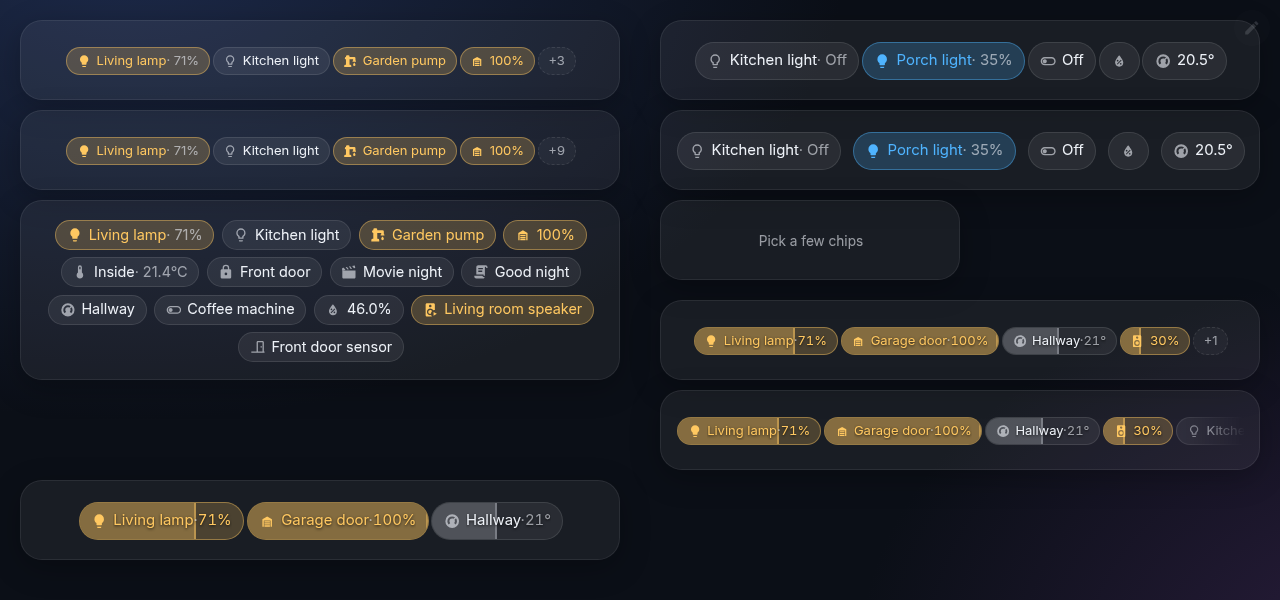 Living lamp· 71% Kitchen light Garden pump 100% +3
Living lamp· 71% Kitchen light Garden pump 100% +9
Living lamp· 71% Kitchen light Garden pump 100%
Inside· 21.4°C Front door Movie night Good night
Hallway Coffee machine 46.0% Living room speaker
Front door sensor
Living lamp·71% Garage door·100% Hallway·21°
Kitchen light· Off Porch light· 35% Off 20.5°
Kitchen light· Off Porch light· 35% Off 20.5°
Pick a few chips
Living lamp·71% Garage door·100% Hallway·21° 30% +1
Living lamp·71% Garage door·100% Hallway·21° 30% Kitche